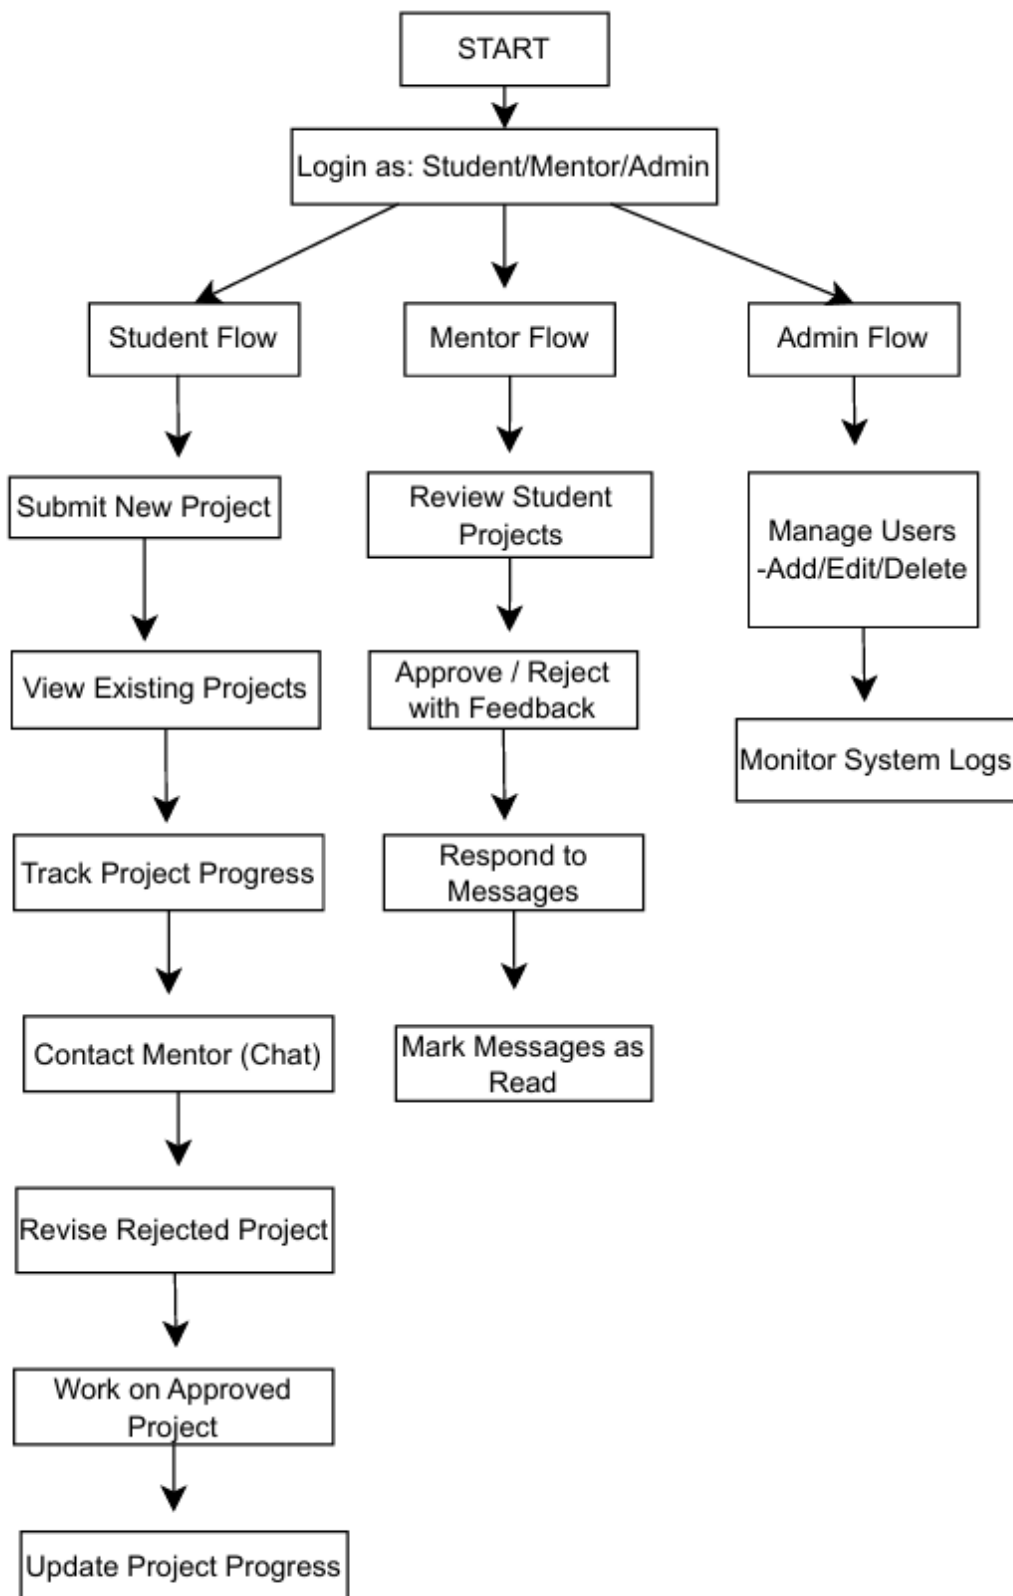 START
Login as: Student/Mentor/Admin
Student Flow
Mentor Flow
Admin Flow
Submit New Project
Review Student
Projects
Manage Users
-Add/Edit/Delete
View Existing Projects
Approve / Reject
with Feedback
Monitor System Logs
Track Project Progress
Respond to
Messages
Contact Mentor (Chat)
Mark Messages as
Read
Revise Rejected Project
Work on Approved
Project
Update Project Progress